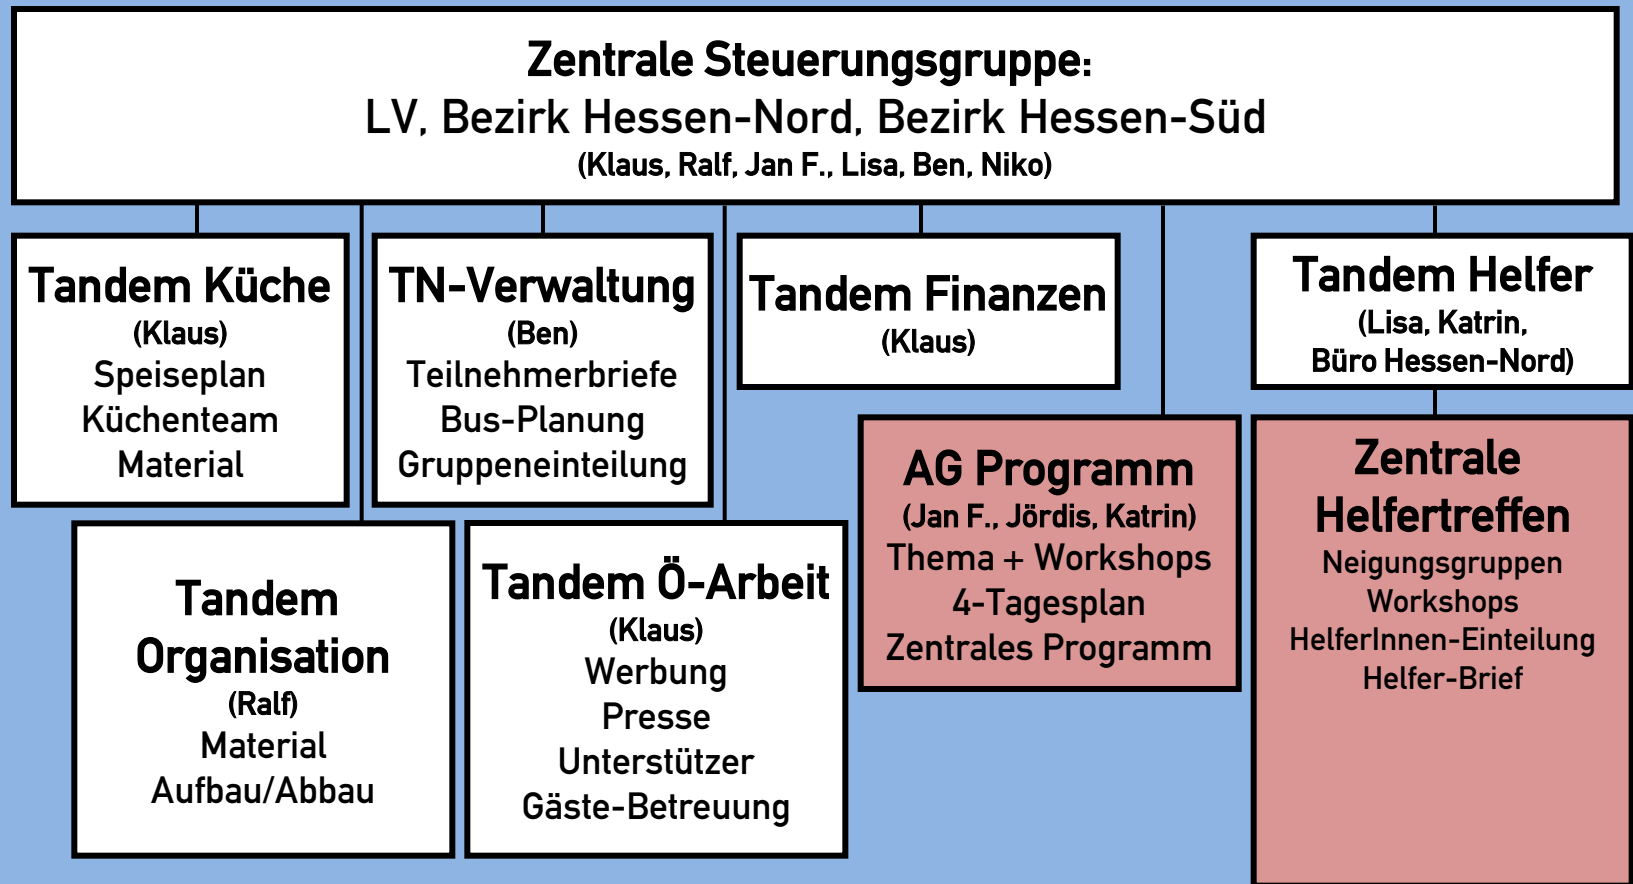 Zentrale Steuerungsgruppe:
LV, Bezirk Hessen-Nord, Bezirk Hessen-Süd
(Klaus, Ralf, Jan F., Lisa, Ben, Niko)
Tandem Küche
(Klaus)
Speiseplan
Küchenteam
Material
TN-Verwaltung
(Ben)
Teilnehmerbriefe
Bus-Planung
Gruppeneinteilung
Tandem Finanzen
(Klaus)
Tandem Helfer
(Lisa, Katrin,
Büro Hessen-Nord)
Tandem
Organisation
(Ralf)
Material
Aufbau/Abbau
Tandem Ö-Arbeit
(Klaus)
Werbung
Presse
Unterstützer
Gäste-Betreuung
AG Programm
(Jan F., Jördis, Katrin)
Thema + Workshops
4-Tagesplan
Zentrales Programm
Zentrale
Helfertreffen
Neigungsgruppen
Workshops
HelferInnen-Einteilung
Helfer-Brief